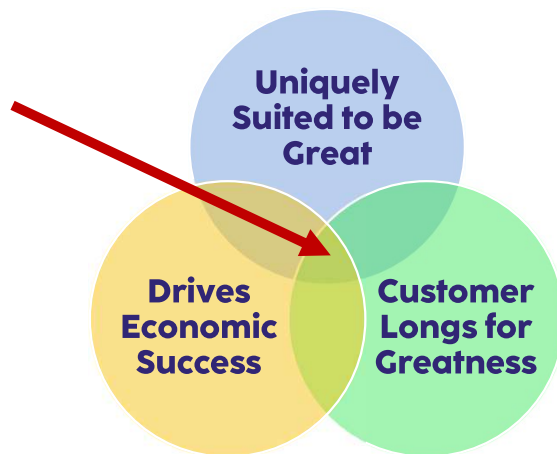 Uniquely
Suited to be
Great
Drives
Economic
Success
Customer
Longs for
Greatness